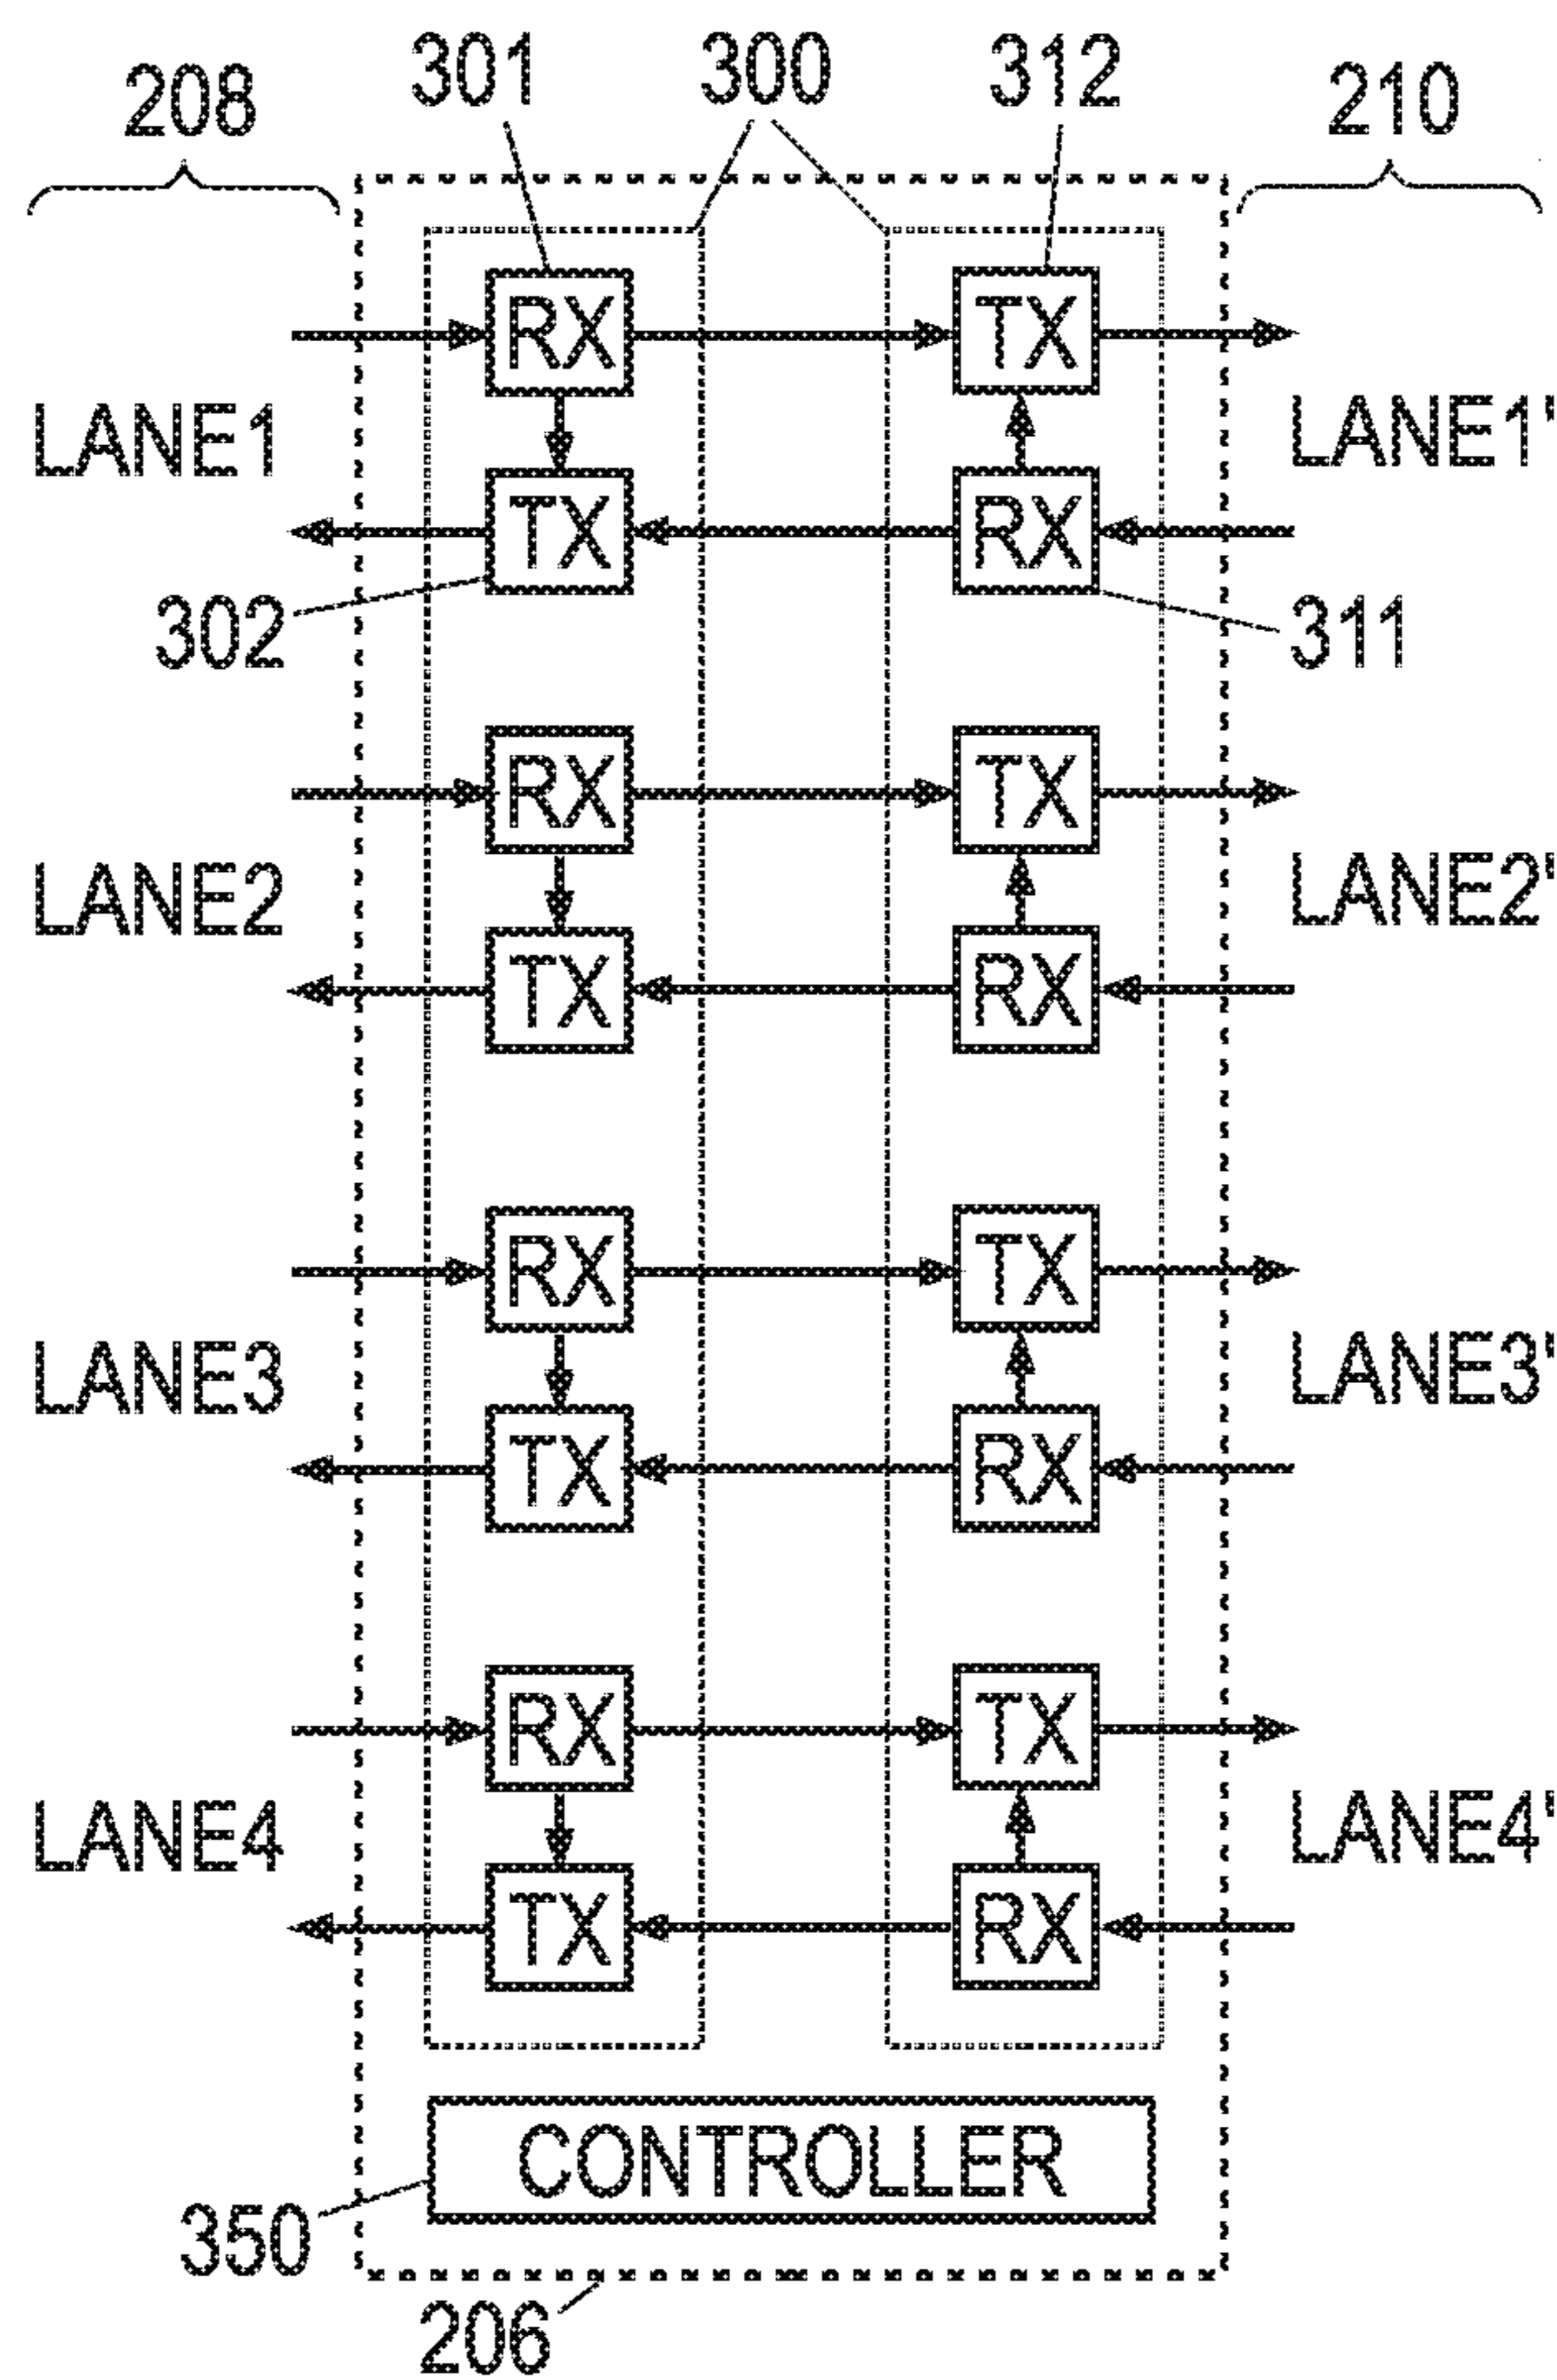 208 301 300 312 210
RX TX
LANE1 LANE1'
TX RX
302 311
RX TX
LANE2 LANE2'
TX RX
RX TX
LANE3 LANE3'
TX RX
RX TX
LANE4 LANE4'
TX RX
CONTROLLER
350
206